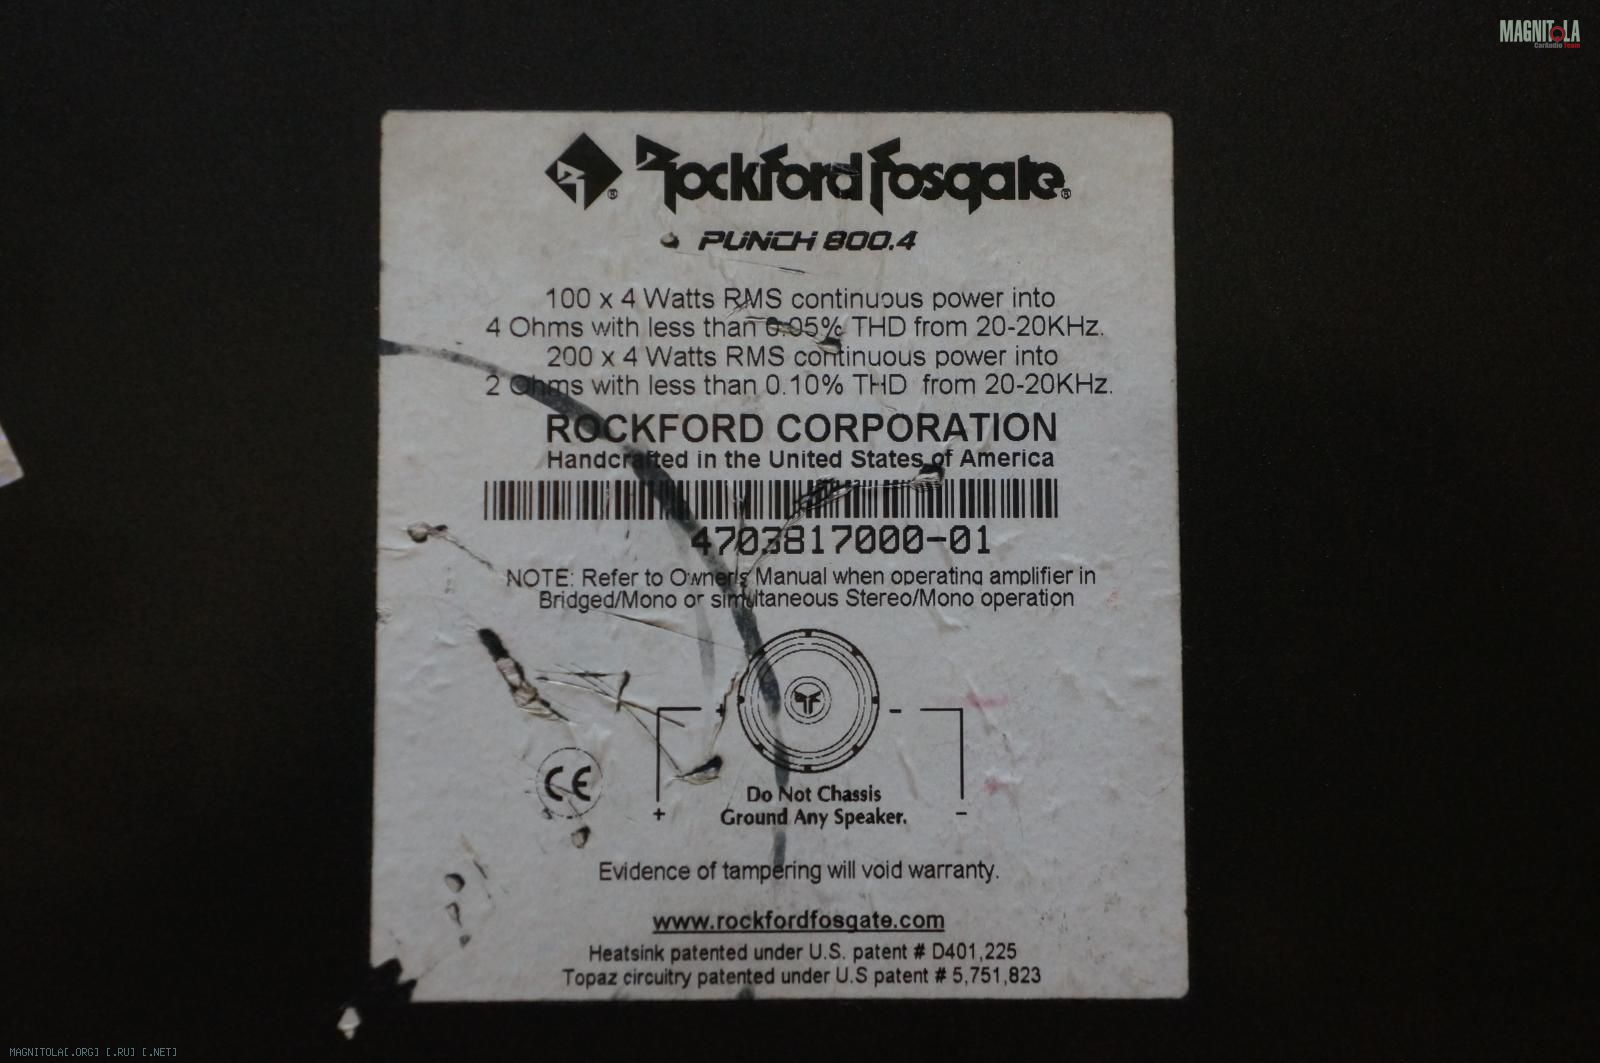 MAGNITOLA
CarAudio Team
Rockford Fosgate®
PUNCH 800.4
100 x 4 Watts RMS continuous power into
4 Ohms with less than 0.05% THD from 20-20KHz.
200 x 4 Watts RMS continuous power into
2 Ohms with less than 0.10% THD from 20-20KHz.
ROCKFORD CORPORATION
Handcrafted in the United States of America
4703817000-01
NOTE: Refer to Owner's Manual when operating amplifier in
Bridged/Mono or simultaneous Stereo/Mono operation
+ -
CE
Do Not Chassis
Ground Any Speaker.
+ -
Evidence of tampering will void warranty.
www.rockfordfosgate.com
Heatsink patented under U.S. patent # D401,225
Topaz circuitry patented under U.S patent # 5,751,823
MAGNITOLA[.ORG] [.RU] [.NET]